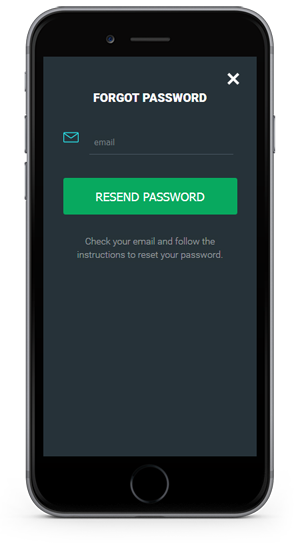 FORGOT PASSWORD
email
RESEND PASSWORD
Check your email and follow the
instructions to reset your password.